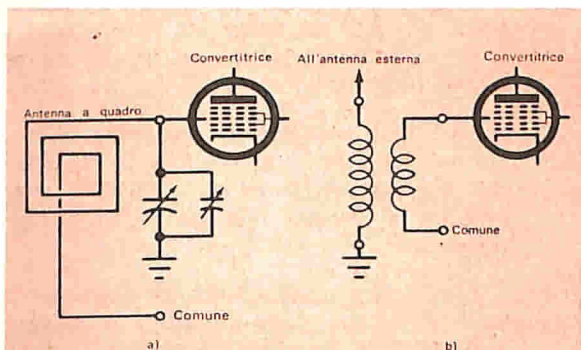 Convertitrice
Antenna a quadro
Comune
a)
All'antenna esterna
Convertitrice
Comune
b)